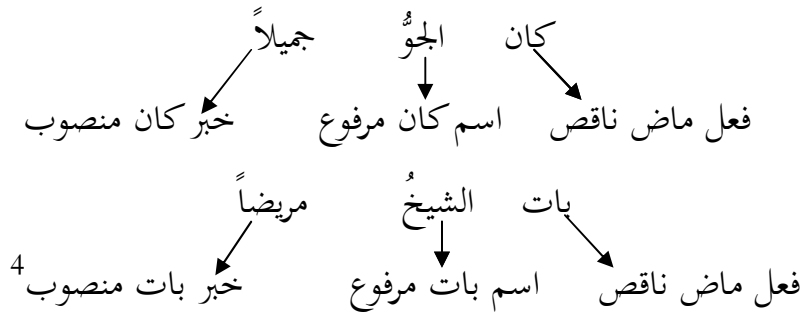 كان الجوُّ جميلاً
فعل ماض ناقص اسم كان مرفوع خبر كان منصوب
بات الشيخُ مريضاً
فعل ماض ناقص اسم بات مرفوع خبر بات منصوب4